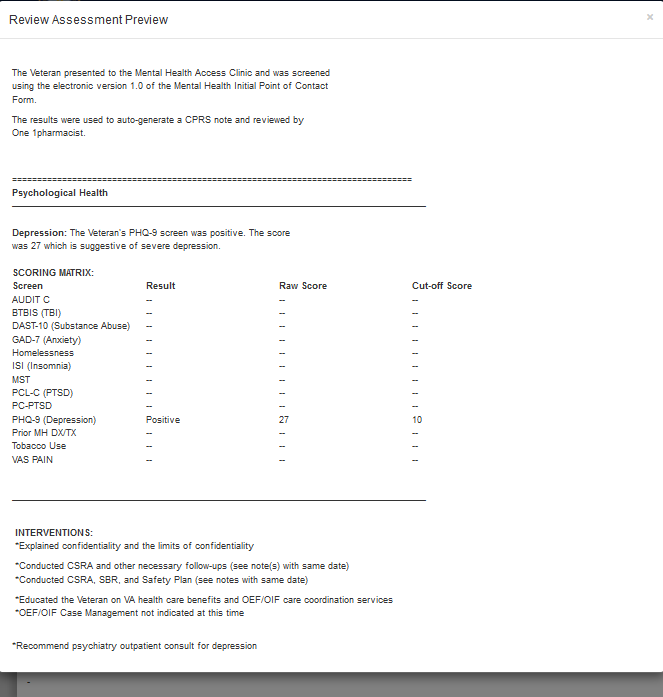 Review Assessment Preview ×
The Veteran presented to the Mental Health Access Clinic and was screened
using the electronic version 1.0 of the Mental Health Initial Point of Contact
Form.
The results were used to auto-generate a CPRS note and reviewed by
One 1pharmacist.
================================================================================
Psychological Health
Depression: The Veteran's PHQ-9 screen was positive. The score
was 27 which is suggestive of severe depression.
SCORING MATRIX:
Screen Result Raw Score Cut-off Score
AUDIT C -- -- --
BTBIS (TBI) -- -- --
DAST-10 (Substance Abuse) -- -- --
GAD-7 (Anxiety) -- -- --
Homelessness -- -- --
ISI (Insomnia) -- -- --
MST -- -- --
PCL-C (PTSD) -- -- --
PC-PTSD -- -- --
PHQ-9 (Depression) Positive 27 10
Prior MH DX/TX -- -- --
Tobacco Use -- -- --
VAS PAIN -- -- --
INTERVENTIONS:
*Explained confidentiality and the limits of confidentiality
*Conducted CSRA and other necessary follow-ups (see note(s) with same date)
*Conducted CSRA, SBR, and Safety Plan (see notes with same date)
*Educated the Veteran on VA health care benefits and OEF/OIF care coordination services
*OEF/OIF Case Management not indicated at this time
*Recommend psychiatry outpatient consult for depression
-